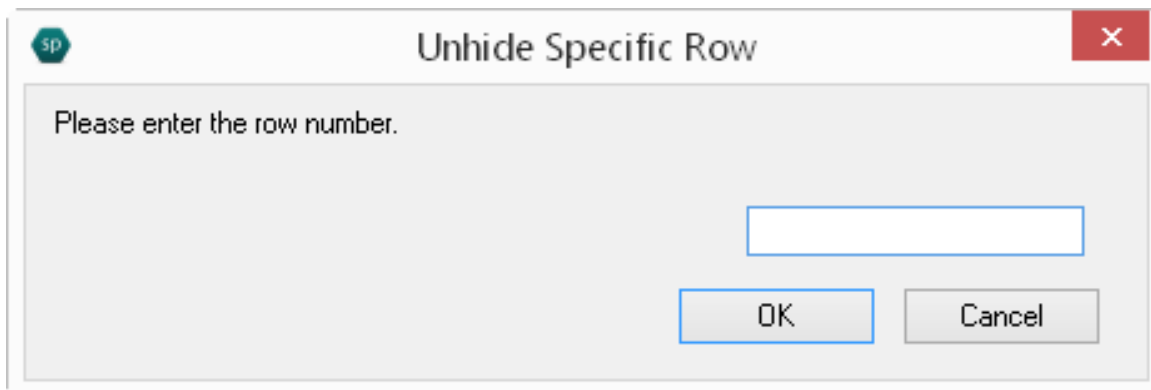 sp
Unhide Specific Row
Please enter the row number.
OK
Cancel